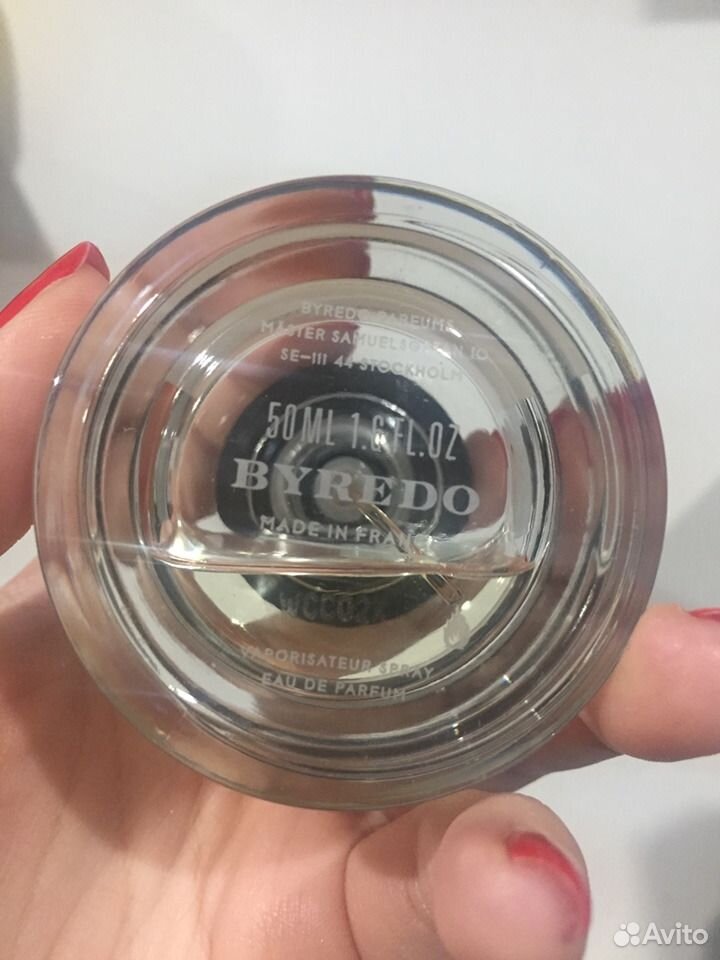 BYREDO PARFUMS
MÄSTER SAMUELSGATAN 10
SE-111 44 STOCKHOLM
50ML 1.6 FL.OZ
BYREDO
MADE IN FRANCE
VAPORISATEUR SPRAY
EAU DE PARFUM
Avito